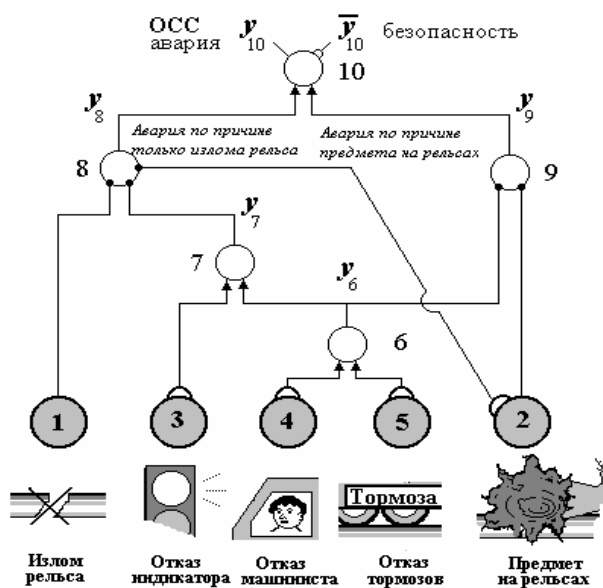 ОСС
авария
y10
y10
безопасность
10
y8
y9
Авария по причине
только излома рельса
Авария по причине
предмета на рельсах
8
9
y7
7
y6
6
1
3
4
5
2
Тормоза
Излом
рельса
Отказ
индикатора
Отказ
машиниста
Отказ
тормозов
Предмет
на рельсах